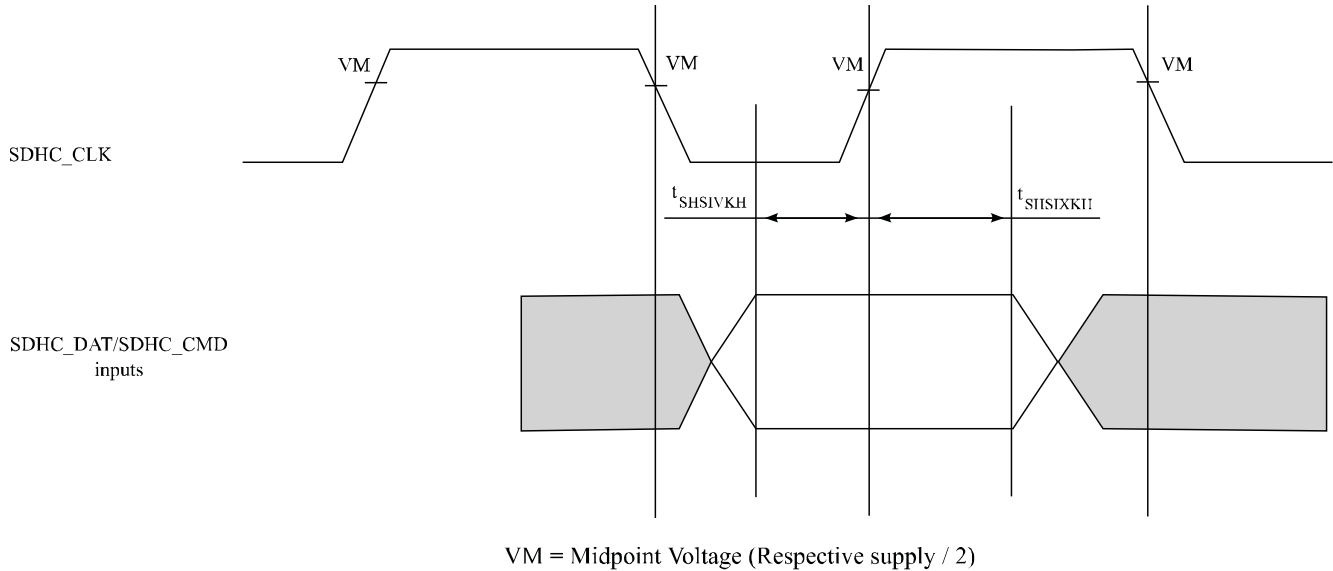 VM
VM
VM
VM
SDHC_CLK
tSHSIVKH
tSHSIXKH
SDHC_DAT/SDHC_CMD
inputs
VM = Midpoint Voltage (Respective supply / 2)